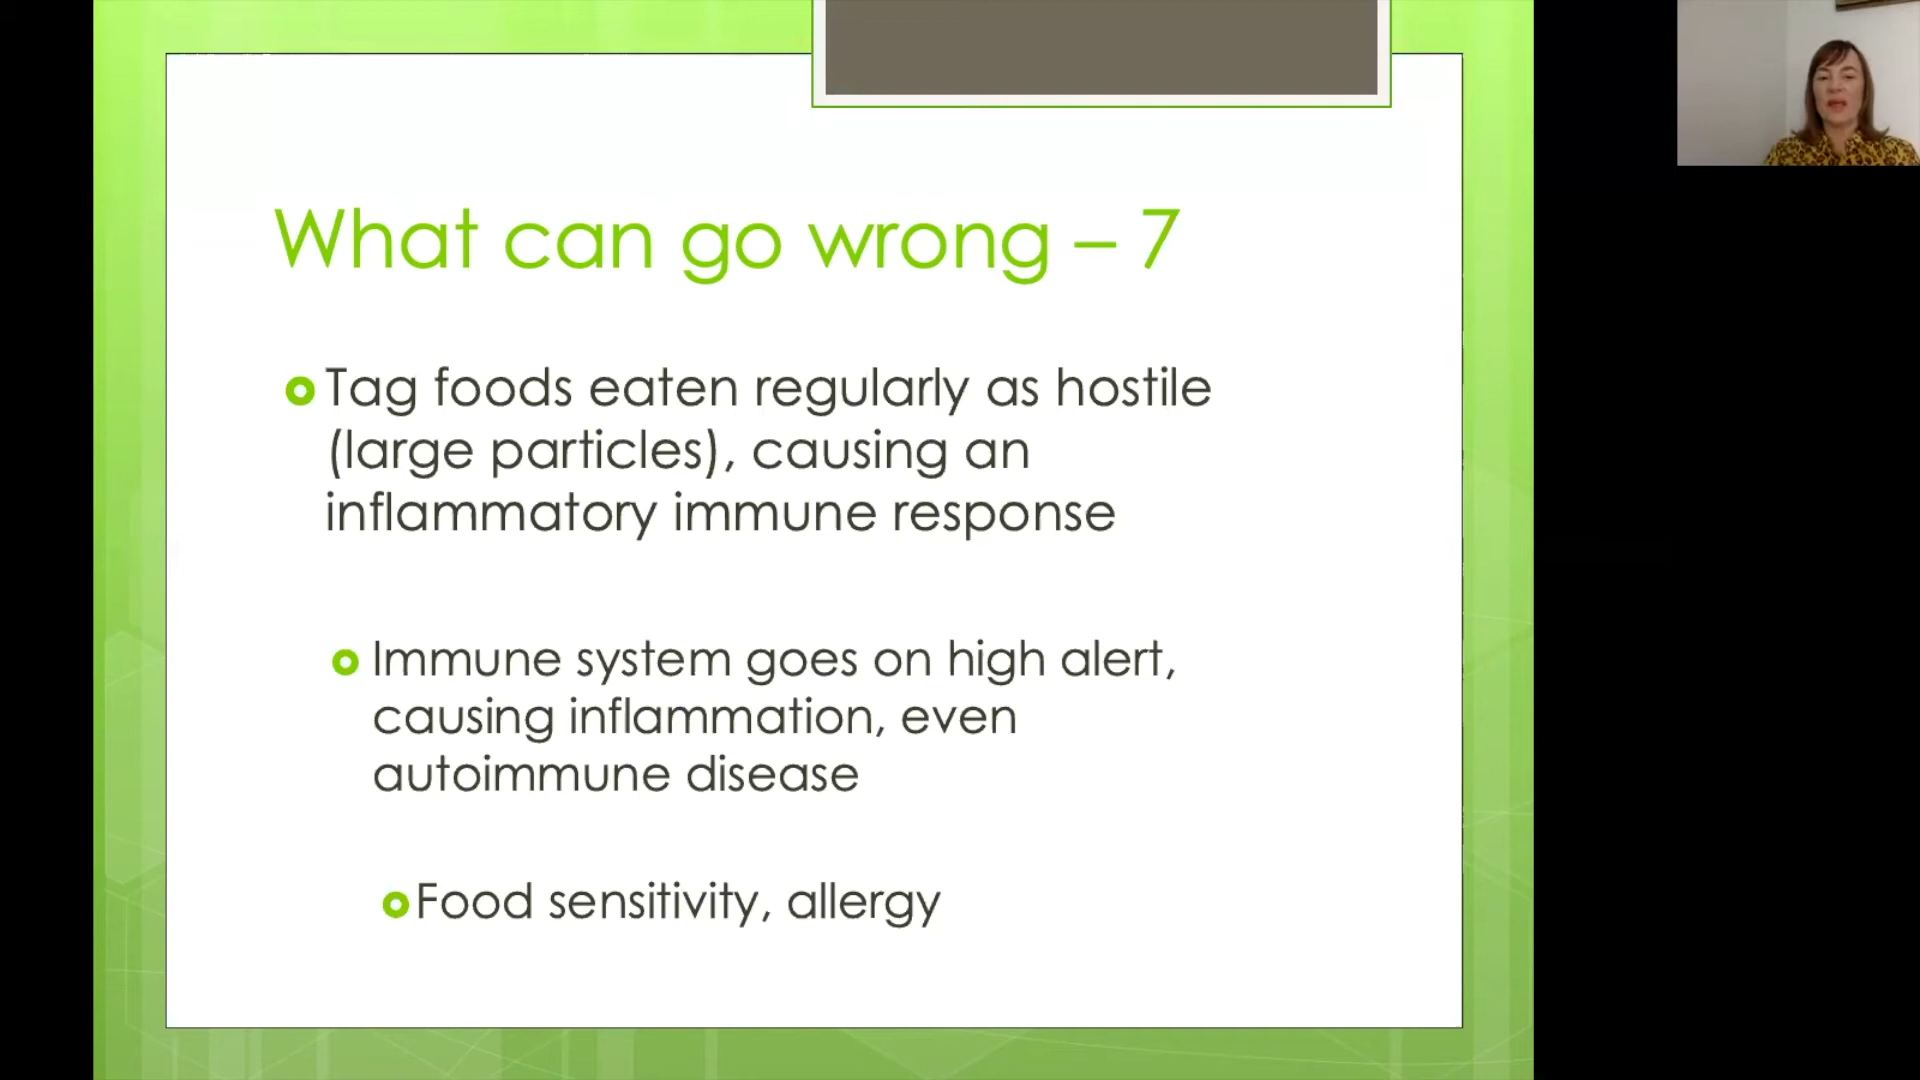 What can go wrong – 7
Tag foods eaten regularly as hostile
(large particles), causing an
inflammatory immune response
Immune system goes on high alert,
causing inflammation, even
autoimmune disease
Food sensitivity, allergy